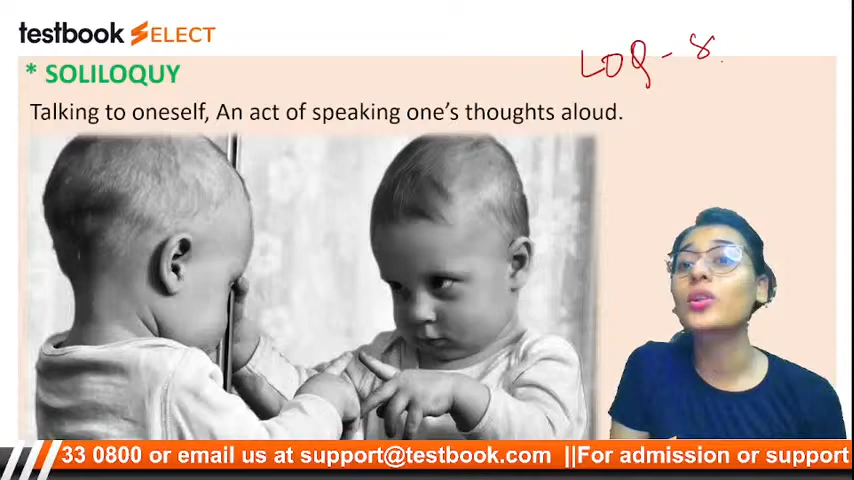 testbook SELECT
LOQ - 8
* SOLILOQUY
Talking to oneself, An act of speaking one's thoughts aloud.
33 0800 or email us at support@testbook.com ||For admission or support